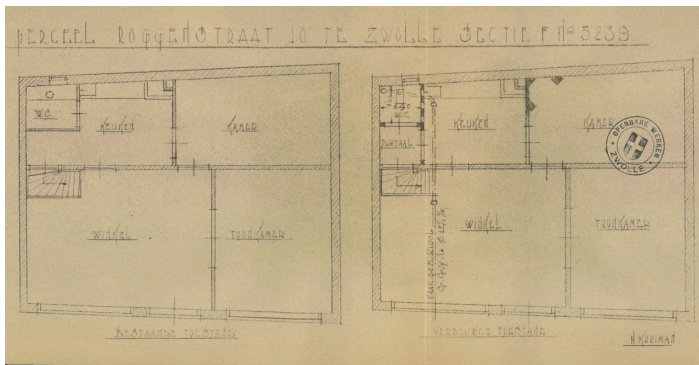 PERCEEL ROGGENSTRAAT 10 TE ZWOLLE SECTIE F No 5239
W.C.
KEUKEN
KAMER
WINKEL
TOONKAMER
BESTAANDE TOESTAND
W.C.
PORTAAL
KEUKEN
KAMER
OPENBARE WERKEN
ZWOLLE
WINKEL
TOONKAMER
VERBOUWDE TOESTAND
H KOOIMAN